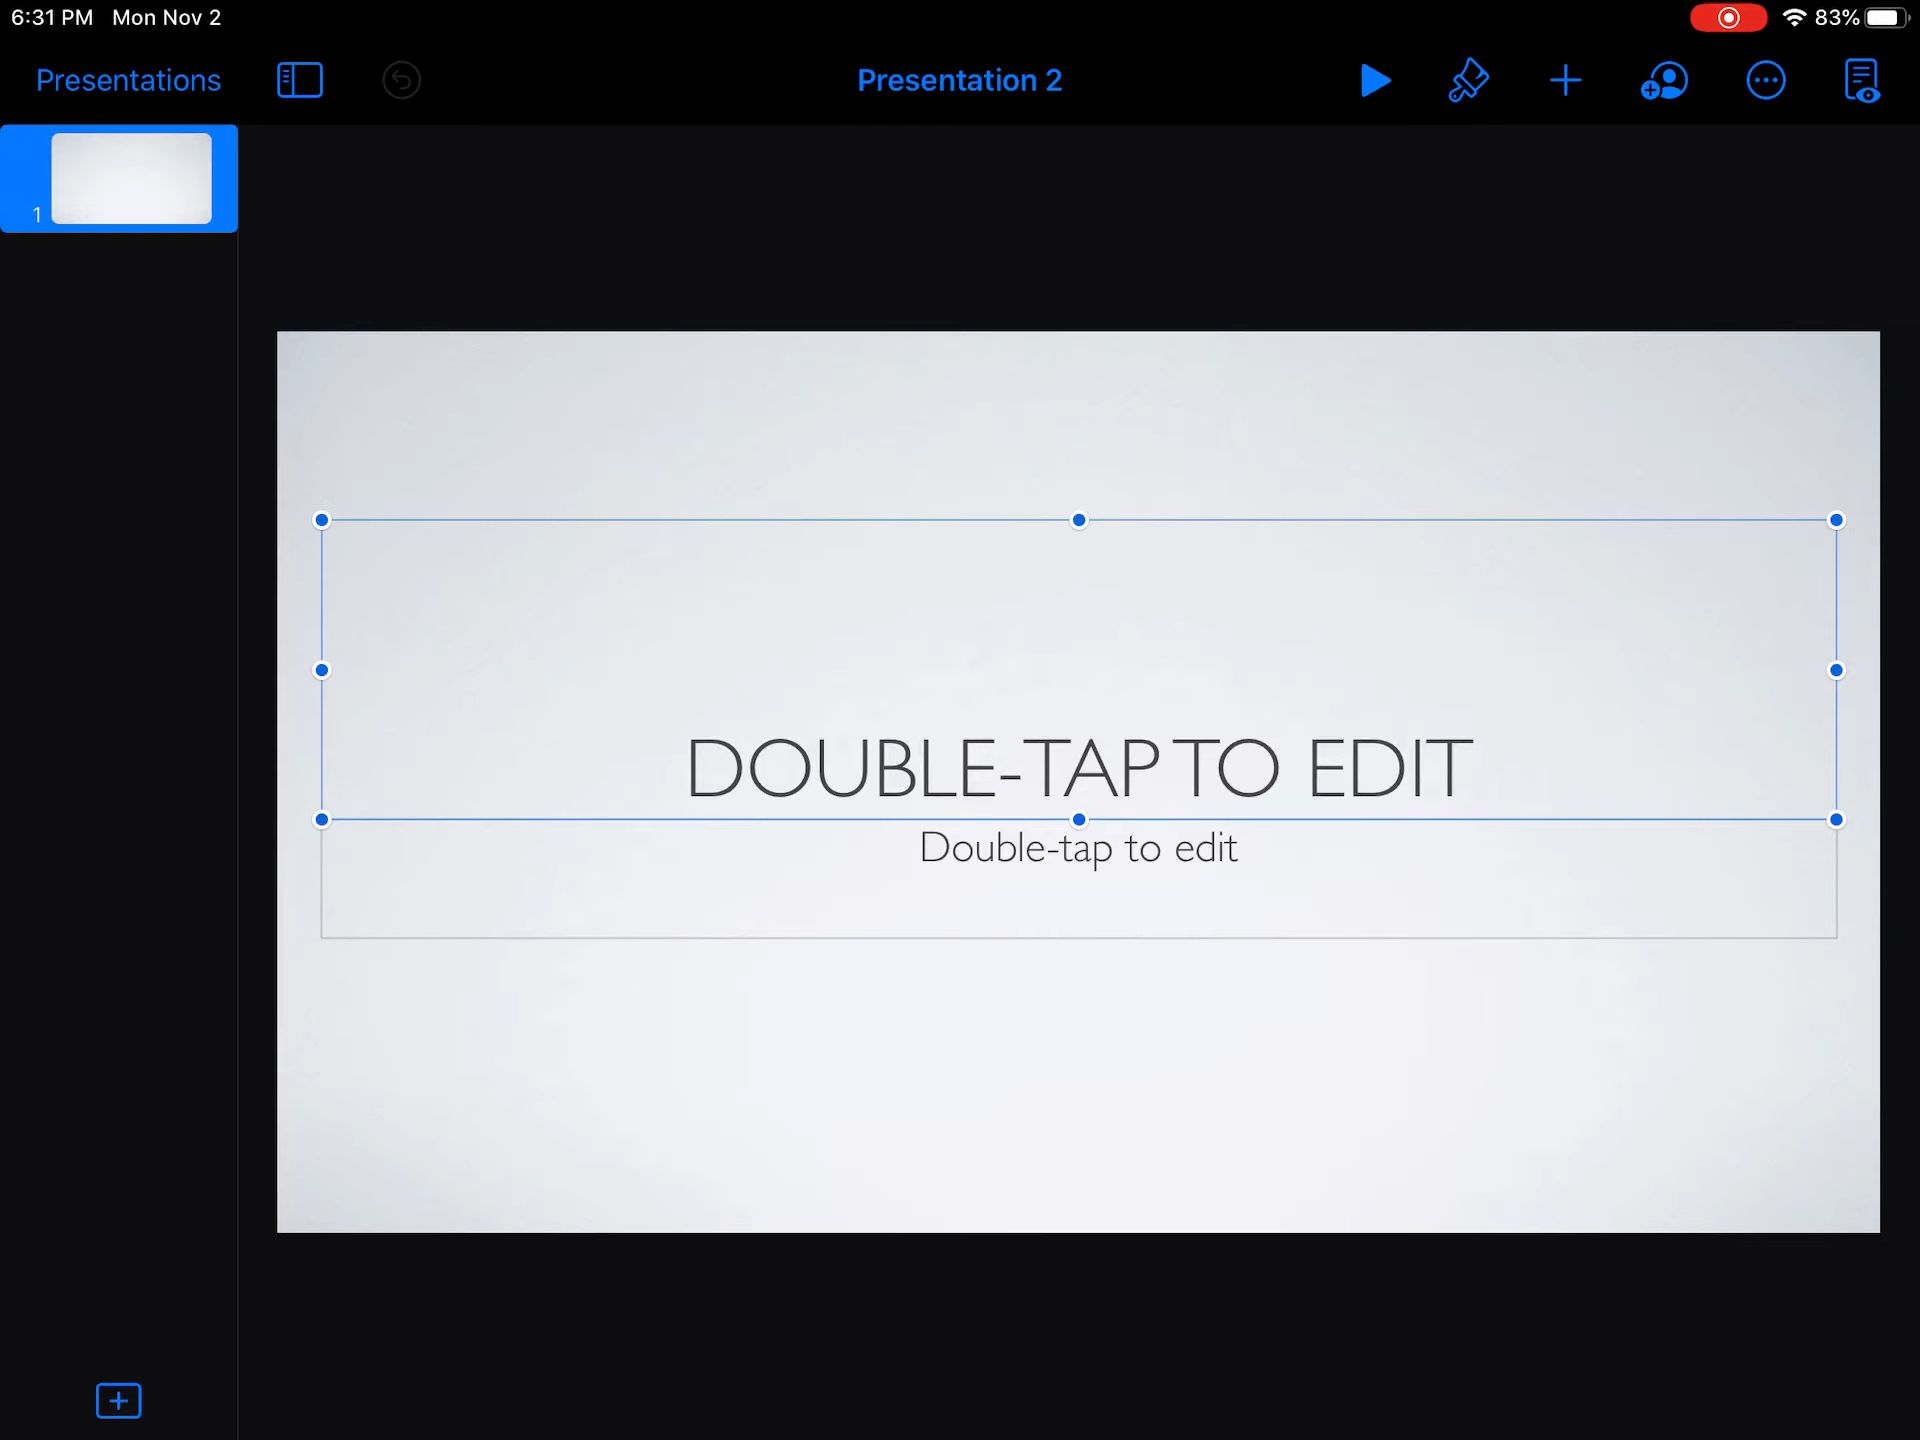 6:31 PM Mon Nov 2
83%
Presentations
Presentation 2
1
DOUBLE-TAP TO EDIT
Double-tap to edit